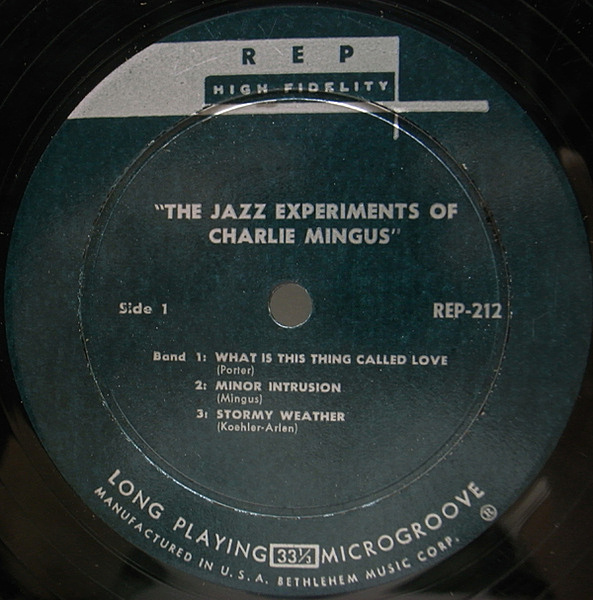 REP
HIGH FIDELITY
"THE JAZZ EXPERIMENTS OF
CHARLIE MINGUS"
Side 1
REP-212
Band 1: WHAT IS THIS THING CALLED LOVE
(Porter)
2: MINOR INTRUSION
(Mingus)
3: STORMY WEATHER
(Koehler-Arlen)
LONG PLAYING 33⅓ MICROGROOVE
MANUFACTURED IN U.S.A. BETHLEHEM MUSIC CORP. ®